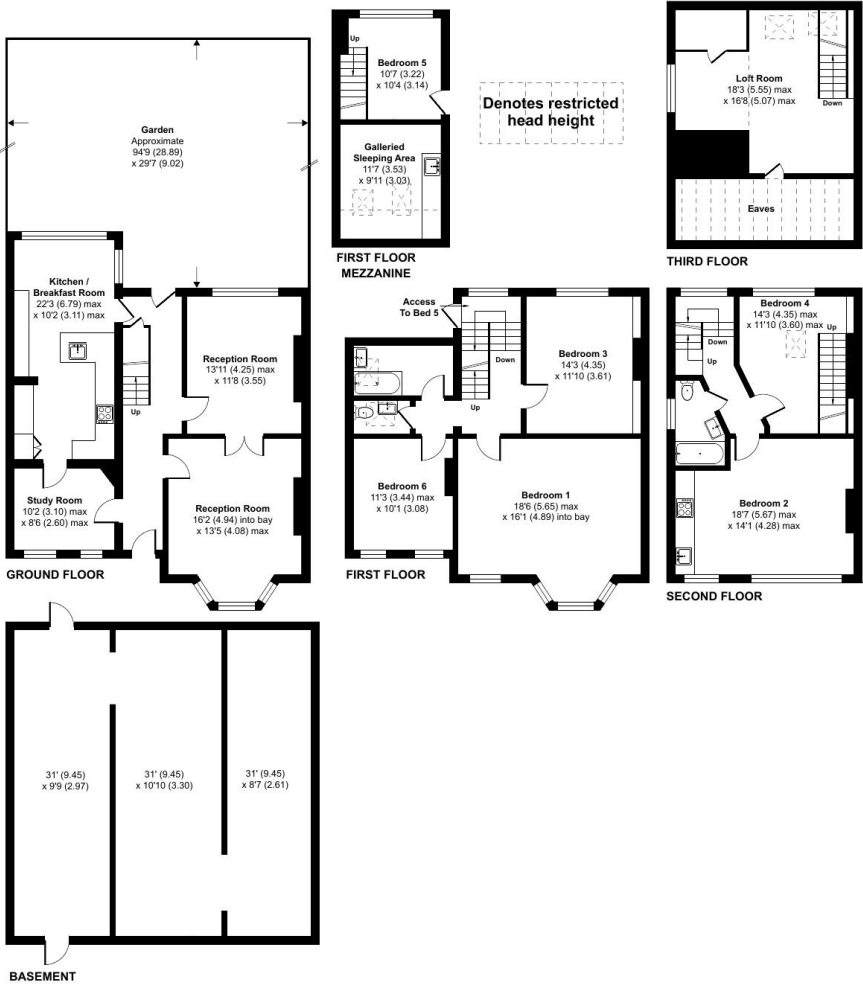 Garden
Approximate
94'9 (28.89)
x 29'7 (9.02)
Kitchen /
Breakfast Room
22'3 (6.79) max
x 10'2 (3.11) max
Up
Reception Room
13'11 (4.25) max
x 11'8 (3.55)
Study Room
10'2 (3.10) max
x 8'6 (2.60) max
Reception Room
16'2 (4.94) into bay
x 13'5 (4.08) max
GROUND FLOOR
Up
Bedroom 5
10'7 (3.22)
x 10'4 (3.14)
Galleried
Sleeping Area
11'7 (3.53)
x 9'11 (3.03)
FIRST FLOOR
MEZZANINE
Denotes restricted
head height
Loft Room
18'3 (5.55) max
x 16'8 (5.07) max
Down
Eaves
THIRD FLOOR
Access
To Bed 5
Down
Up
Bedroom 3
14'3 (4.35)
x 11'10 (3.61)
Bedroom 6
11'3 (3.44) max
x 10'1 (3.08)
Bedroom 1
18'6 (5.65) max
x 16'1 (4.89) into bay
FIRST FLOOR
Bedroom 4
14'3 (4.35) max
x 11'10 (3.60) max
Up
Down
Up
Bedroom 2
18'7 (5.67) max
x 14'1 (4.28) max
SECOND FLOOR
31' (9.45)
x 9'9 (2.97)
31' (9.45)
x 10'10 (3.30)
31' (9.45)
x 8'7 (2.61)
BASEMENT